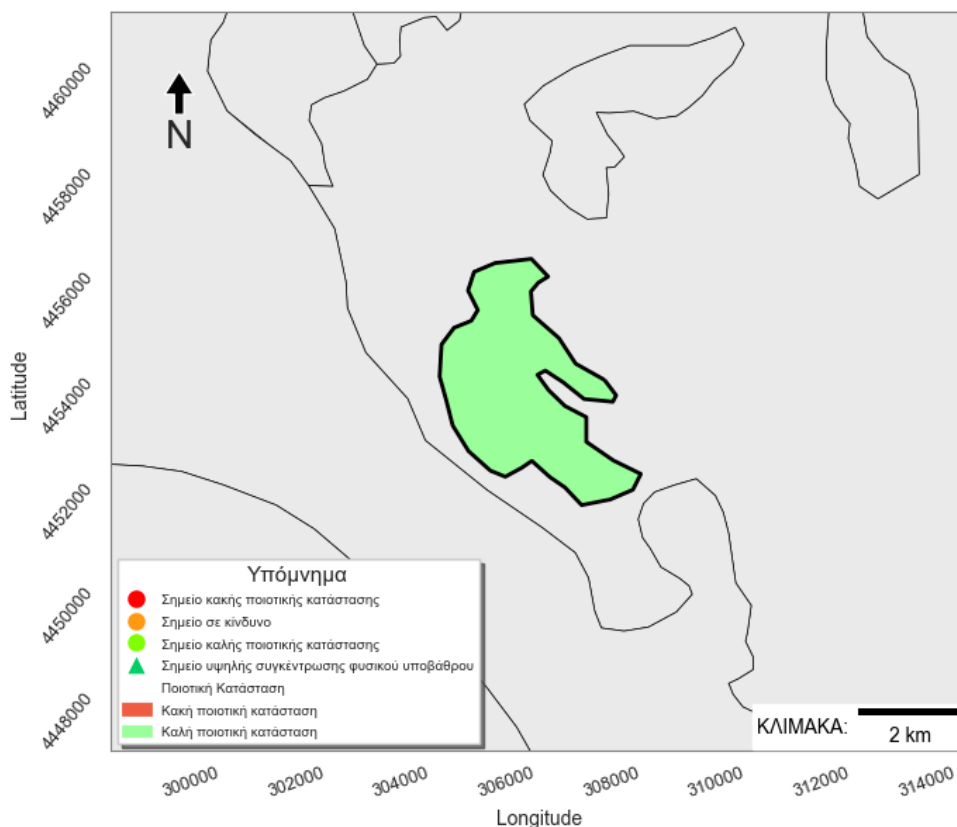 N
4460000
4458000
4456000
4454000
4452000
4450000
4448000
Latitude
Υπόμνημα
Σημείο κακής ποιοτικής κατάστασης
Σημείο σε κίνδυνο
Σημείο καλής ποιοτικής κατάστασης
Σημείο υψηλής συγκέντρωσης φυσικού υποβάθρου
Ποιοτική Κατάσταση
Κακή ποιοτική κατάσταση
Καλή ποιοτική κατάσταση
ΚΛΙΜΑΚΑ:
2 km
300000
302000
304000
306000
308000
310000
312000
314000
Longitude